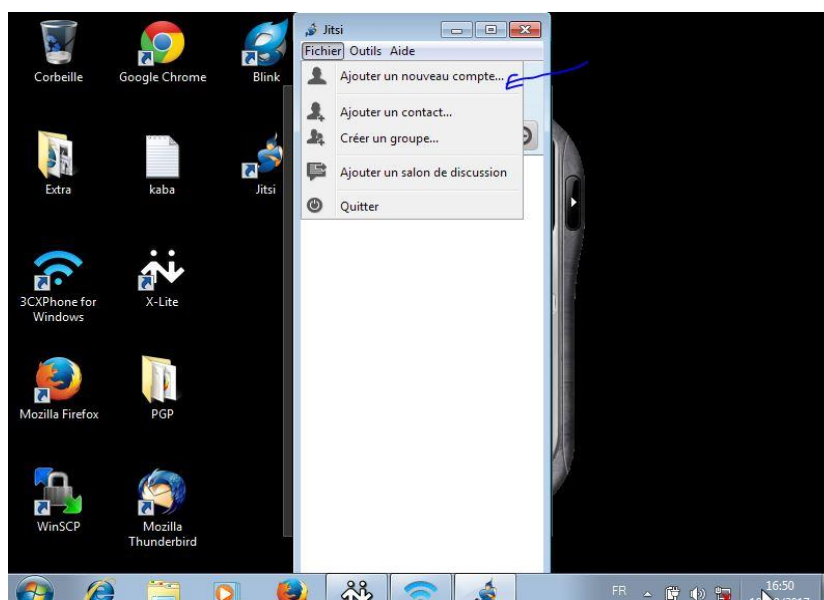 Jitsi
Fichier Outils Aide
Ajouter un nouveau compte...
Ajouter un contact...
Créer un groupe...
Ajouter un salon de discussion
Quitter
Corbeille
Google Chrome
Blink
Extra
kaba
Jitsi
3CXPhone for
Windows
X-Lite
Mozilla Firefox
PGP
WinSCP
Mozilla
Thunderbird
FR
16:50